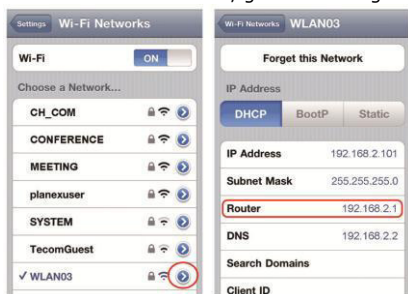 Settings Wi-Fi Networks
Wi-Fi ON
Choose a Network...
CH_COM
CONFERENCE
MEETING
planexuser
SYSTEM
TecomGuest
✓ WLAN03
Wi-Fi Networks WLAN03
Forget this Network
IP Address
DHCP BootP Static
IP Address 192.168.2.101
Subnet Mask 255.255.255.0
Router 192.168.2.1
DNS 192.168.2.2
Search Domains
Client ID